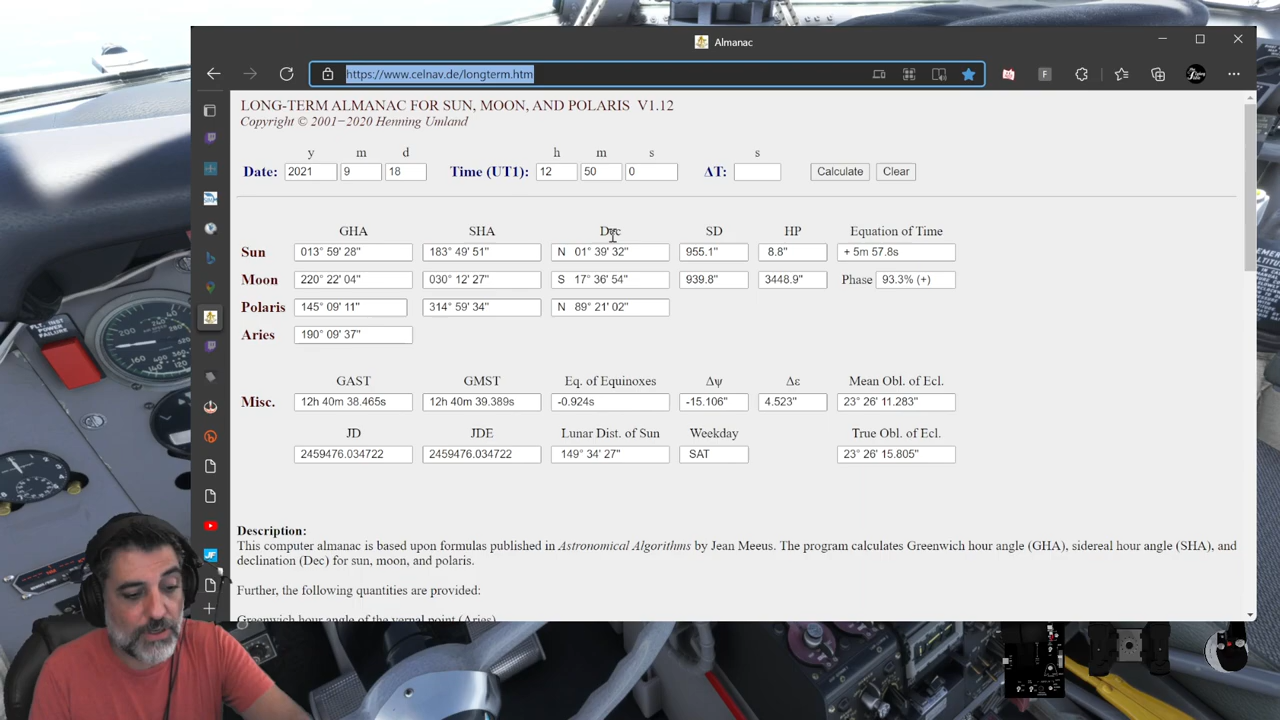 Almanac
https://www.celnav.de/longterm.htm
LONG-TERM ALMANAC FOR SUN, MOON, AND POLARIS V1.12
Copyright © 2001−2020 Henning Umland
y m d h m s s
Date: 2021 9 18 Time (UT1): 12 50 0 ΔT: Calculate Clear
GHA SHA Dec SD HP Equation of Time
Sun 013° 59' 28" 183° 49' 51" N 01° 39' 32" 955.1" 8.8" + 5m 57.8s
Moon 220° 22' 04" 030° 12' 27" S 17° 36' 54" 939.8" 3448.9" Phase 93.3% (+)
Polaris 145° 09' 11" 314° 59' 34" N 89° 21' 02"
Aries 190° 09' 37"
GAST GMST Eq. of Equinoxes Δψ Δε Mean Obl. of Ecl.
Misc. 12h 40m 38.465s 12h 40m 39.389s -0.924s -15.106" 4.523" 23° 26' 11.283"
JD JDE Lunar Dist. of Sun Weekday True Obl. of Ecl.
2459476.034722 2459476.034722 149° 34' 27" SAT 23° 26' 15.805"
Description:
This computer almanac is based upon formulas published in Astronomical Algorithms by Jean Meeus. The program calculates Greenwich hour angle (GHA), sidereal hour angle (SHA), and
declination (Dec) for sun, moon, and polaris.
Further, the following quantities are provided:
Greenwich hour angle of the vernal point (Aries)